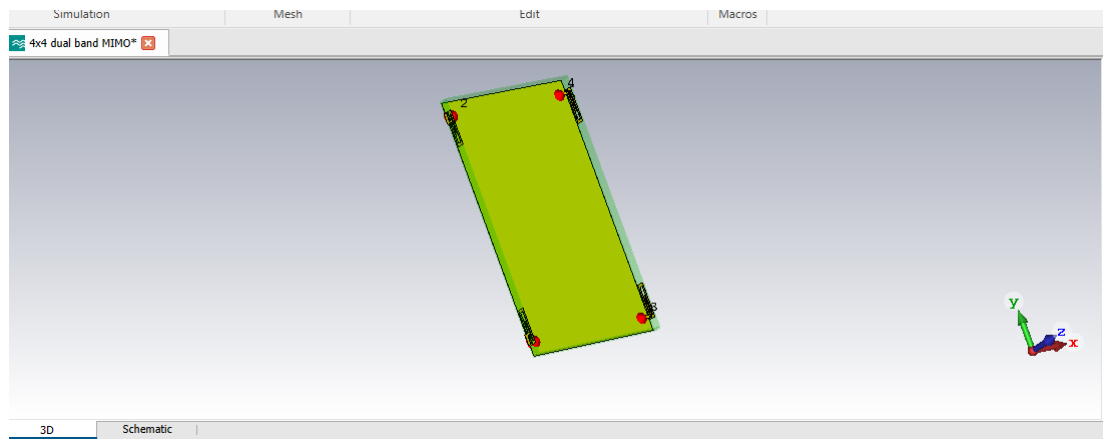 Simulation Mesh Edit Macros
4x4 dual band MIMO*
4
2
3
y
z
x
3D Schematic